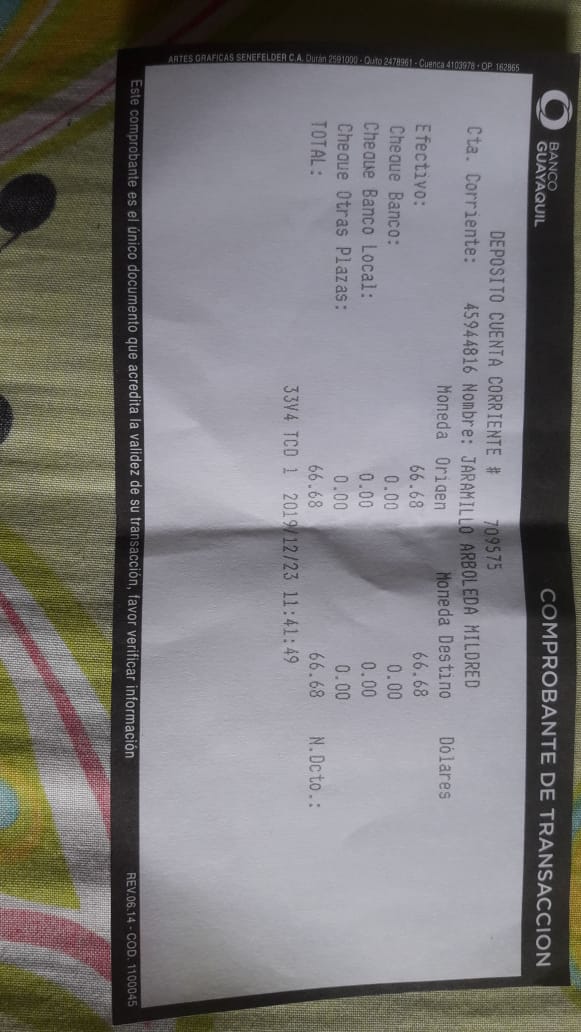 BANCO
GUAYAQUIL
COMPROBANTE DE TRANSACCION
DEPOSITO CUENTA CORRIENTE # 709575
Cta. Corriente: 45944816 Nombre: JARAMILLO ARBOLEDA MILDRED
Moneda Origen Moneda Destino Dólares
Efectivo: 66.68 66.68
Cheque Banco: 0.00 0.00
Cheque Banco Local: 0.00 0.00
Cheque Otras Plazas: 0.00 0.00
TOTAL: 66.68 66.68 N.Dcto.:
33V4 TCD 1 2019/12/23 11:41:49
Este comprobante es el único documento que acredita la validez de su transacción, favor verificar información
REV.06.14 - COD. 1100045
ARTES GRAFICAS SENEFELDER C.A. Durán 2591000 - Quito 2478961 - Cuenca 4103978 - OP. 162865